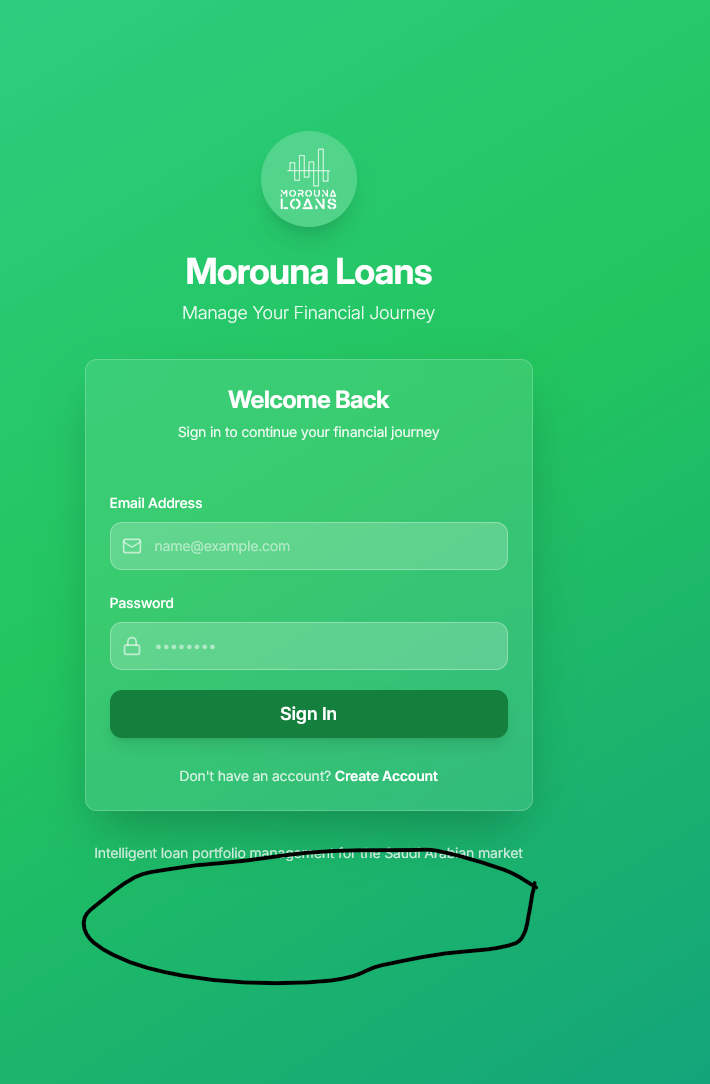 MOROUNA
LOANS
Morouna Loans
Manage Your Financial Journey
Welcome Back
Sign in to continue your financial journey
Email Address
name@example.com
Password
••••••••
Sign In
Don't have an account? Create Account
Intelligent loan portfolio management for the Saudi Arabian market